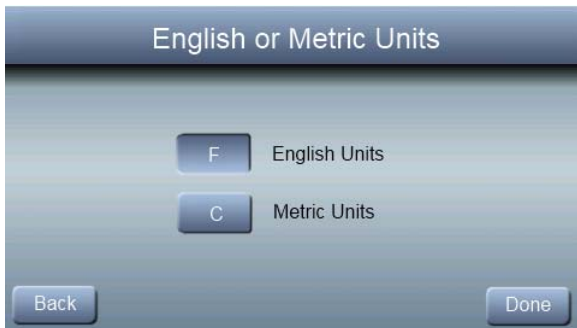 English or Metric Units
F English Units
C Metric Units
Back Done